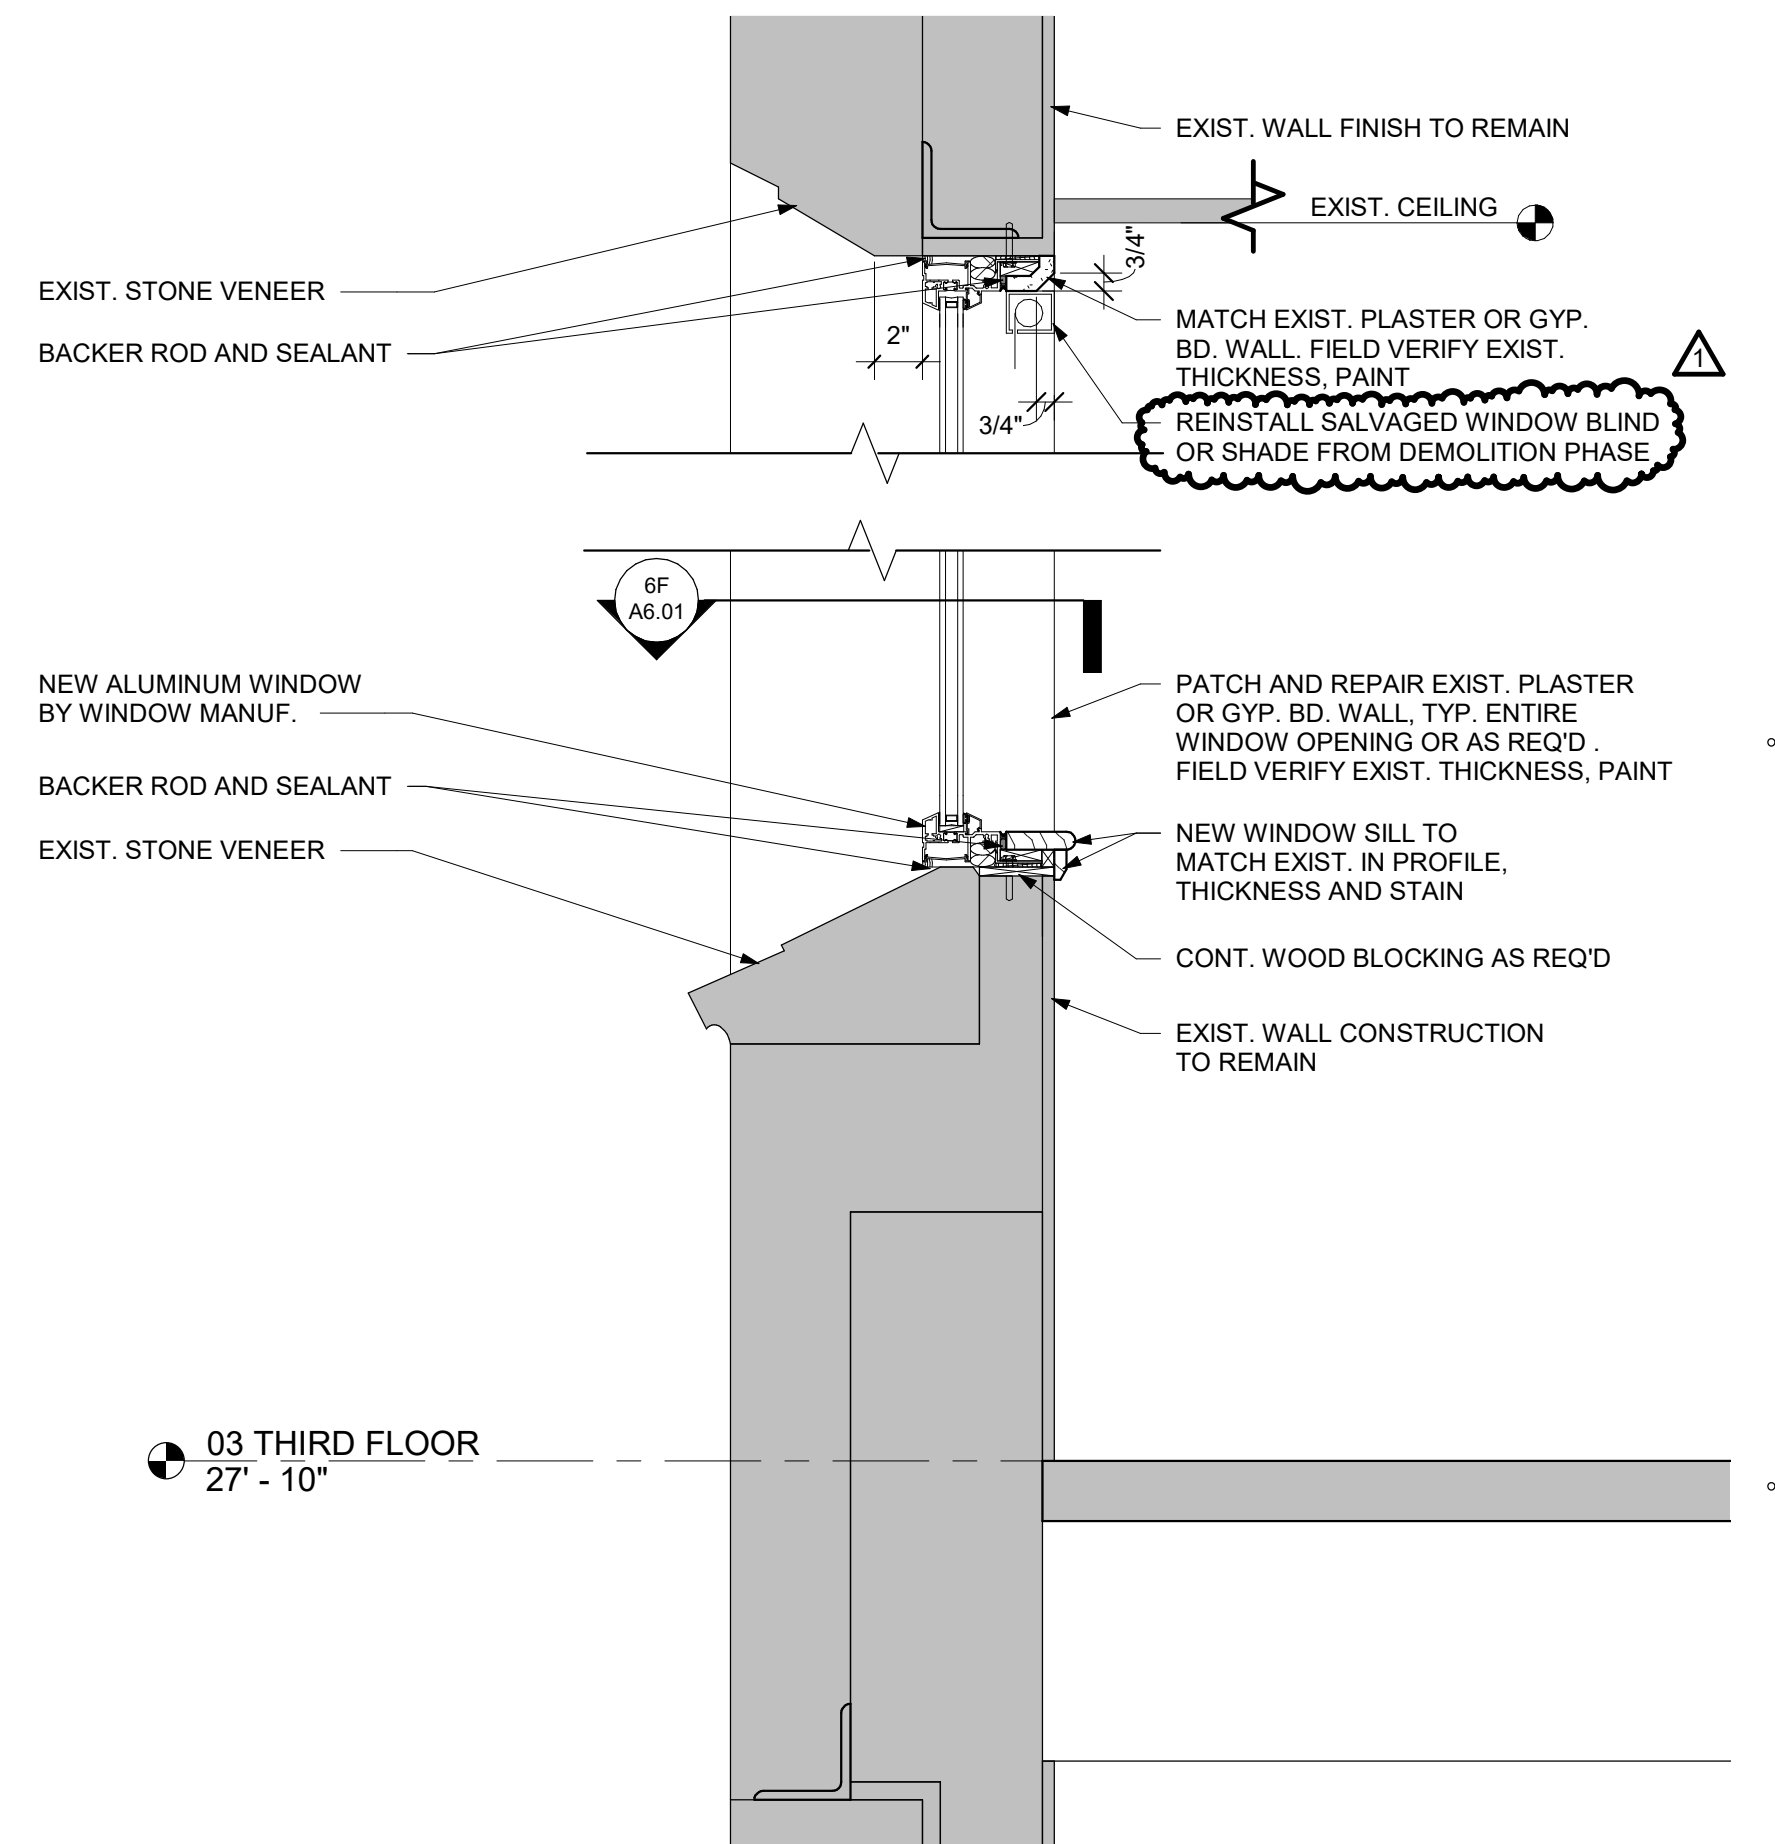 EXIST. WALL FINISH TO REMAIN
EXIST. CEILING
3/4"
EXIST. STONE VENEER
BACKER ROD AND SEALANT
2"
MATCH EXIST. PLASTER OR GYP.
BD. WALL. FIELD VERIFY EXIST.
THICKNESS, PAINT
1
3/4"
REINSTALL SALVAGED WINDOW BLIND
OR SHADE FROM DEMOLITION PHASE
6F
A6.01
NEW ALUMINUM WINDOW
BY WINDOW MANUF.
BACKER ROD AND SEALANT
EXIST. STONE VENEER
PATCH AND REPAIR EXIST. PLASTER
OR GYP. BD. WALL, TYP. ENTIRE
WINDOW OPENING OR AS REQ'D .
FIELD VERIFY EXIST. THICKNESS, PAINT
NEW WINDOW SILL TO
MATCH EXIST. IN PROFILE,
THICKNESS AND STAIN
CONT. WOOD BLOCKING AS REQ'D
EXIST. WALL CONSTRUCTION
TO REMAIN
03 THIRD FLOOR
27' - 10"